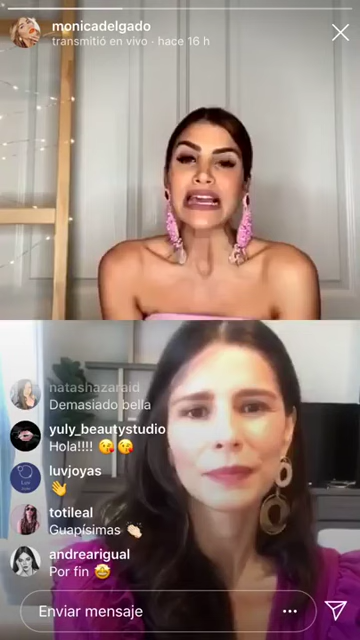 monicadelgado
transmitió en vivo · hace 16 h
natashazaraid
Demasiado bella
yuly_beautystudio
Hola!!!! 😘 😘
luvjoyas
👋
totileal
Guapísimas 👏🏻
andrearigual
Por fin 🤩
Enviar mensaje